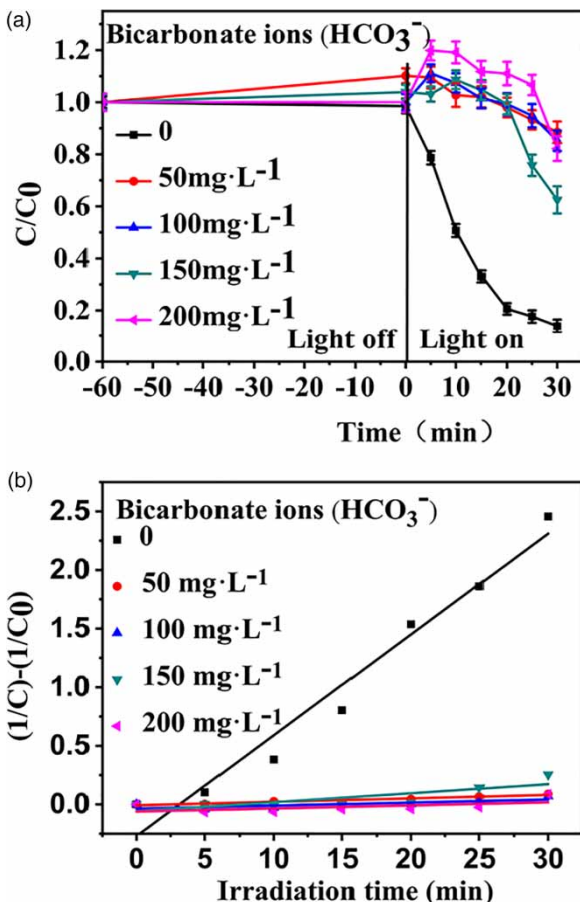 (a)
Bicarbonate ions (HCO3⁻)
1.2
1.0
0.8
0.6
0.4
0.2
0.0
C/C0
0
50mg·L-1
100mg·L-1
150mg·L-1
200mg·L-1
Light off
Light on
-60 -50 -40 -30 -20 -10 0 10 20 30
Time (min)
(b)
Bicarbonate ions (HCO3⁻)
2.5
2.0
1.5
1.0
0.5
0.0
(1/C)-(1/C0)
0
50 mg·L-1
100 mg·L-1
150 mg·L-1
200 mg·L-1
0 5 10 15 20 25 30
Irradiation time (min)